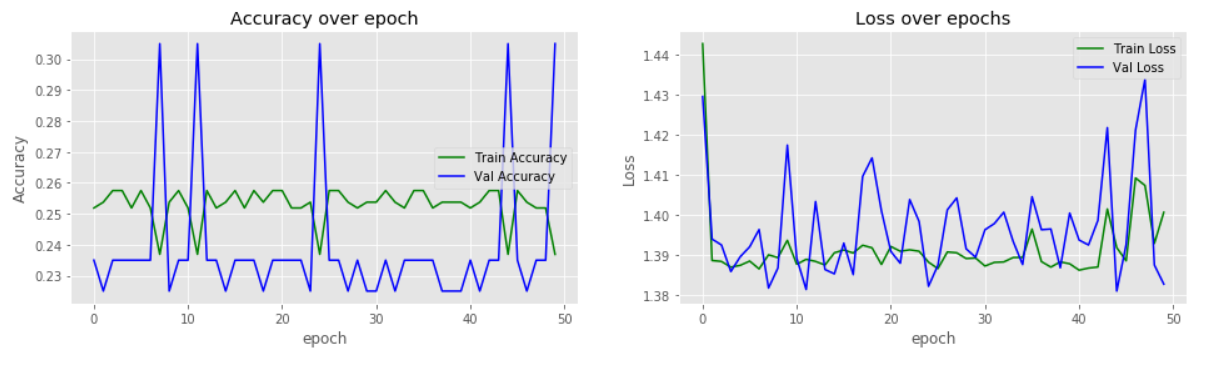 Accuracy over epoch
Accuracy
0.30
0.29
0.28
0.27
0.26
0.25
0.24
0.23
Train Accuracy
Val Accuracy
0
10
20
30
40
50
epoch
Loss over epochs
Loss
1.44
1.43
1.42
1.41
1.40
1.39
1.38
Train Loss
Val Loss
0
10
20
30
40
50
epoch